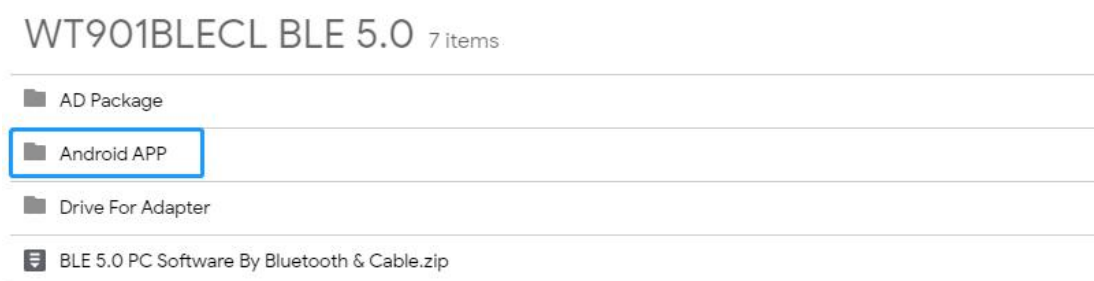 WT901BLECL BLE 5.0 7 items
AD Package
Android APP
Drive For Adapter
BLE 5.0 PC Software By Bluetooth & Cable.zip